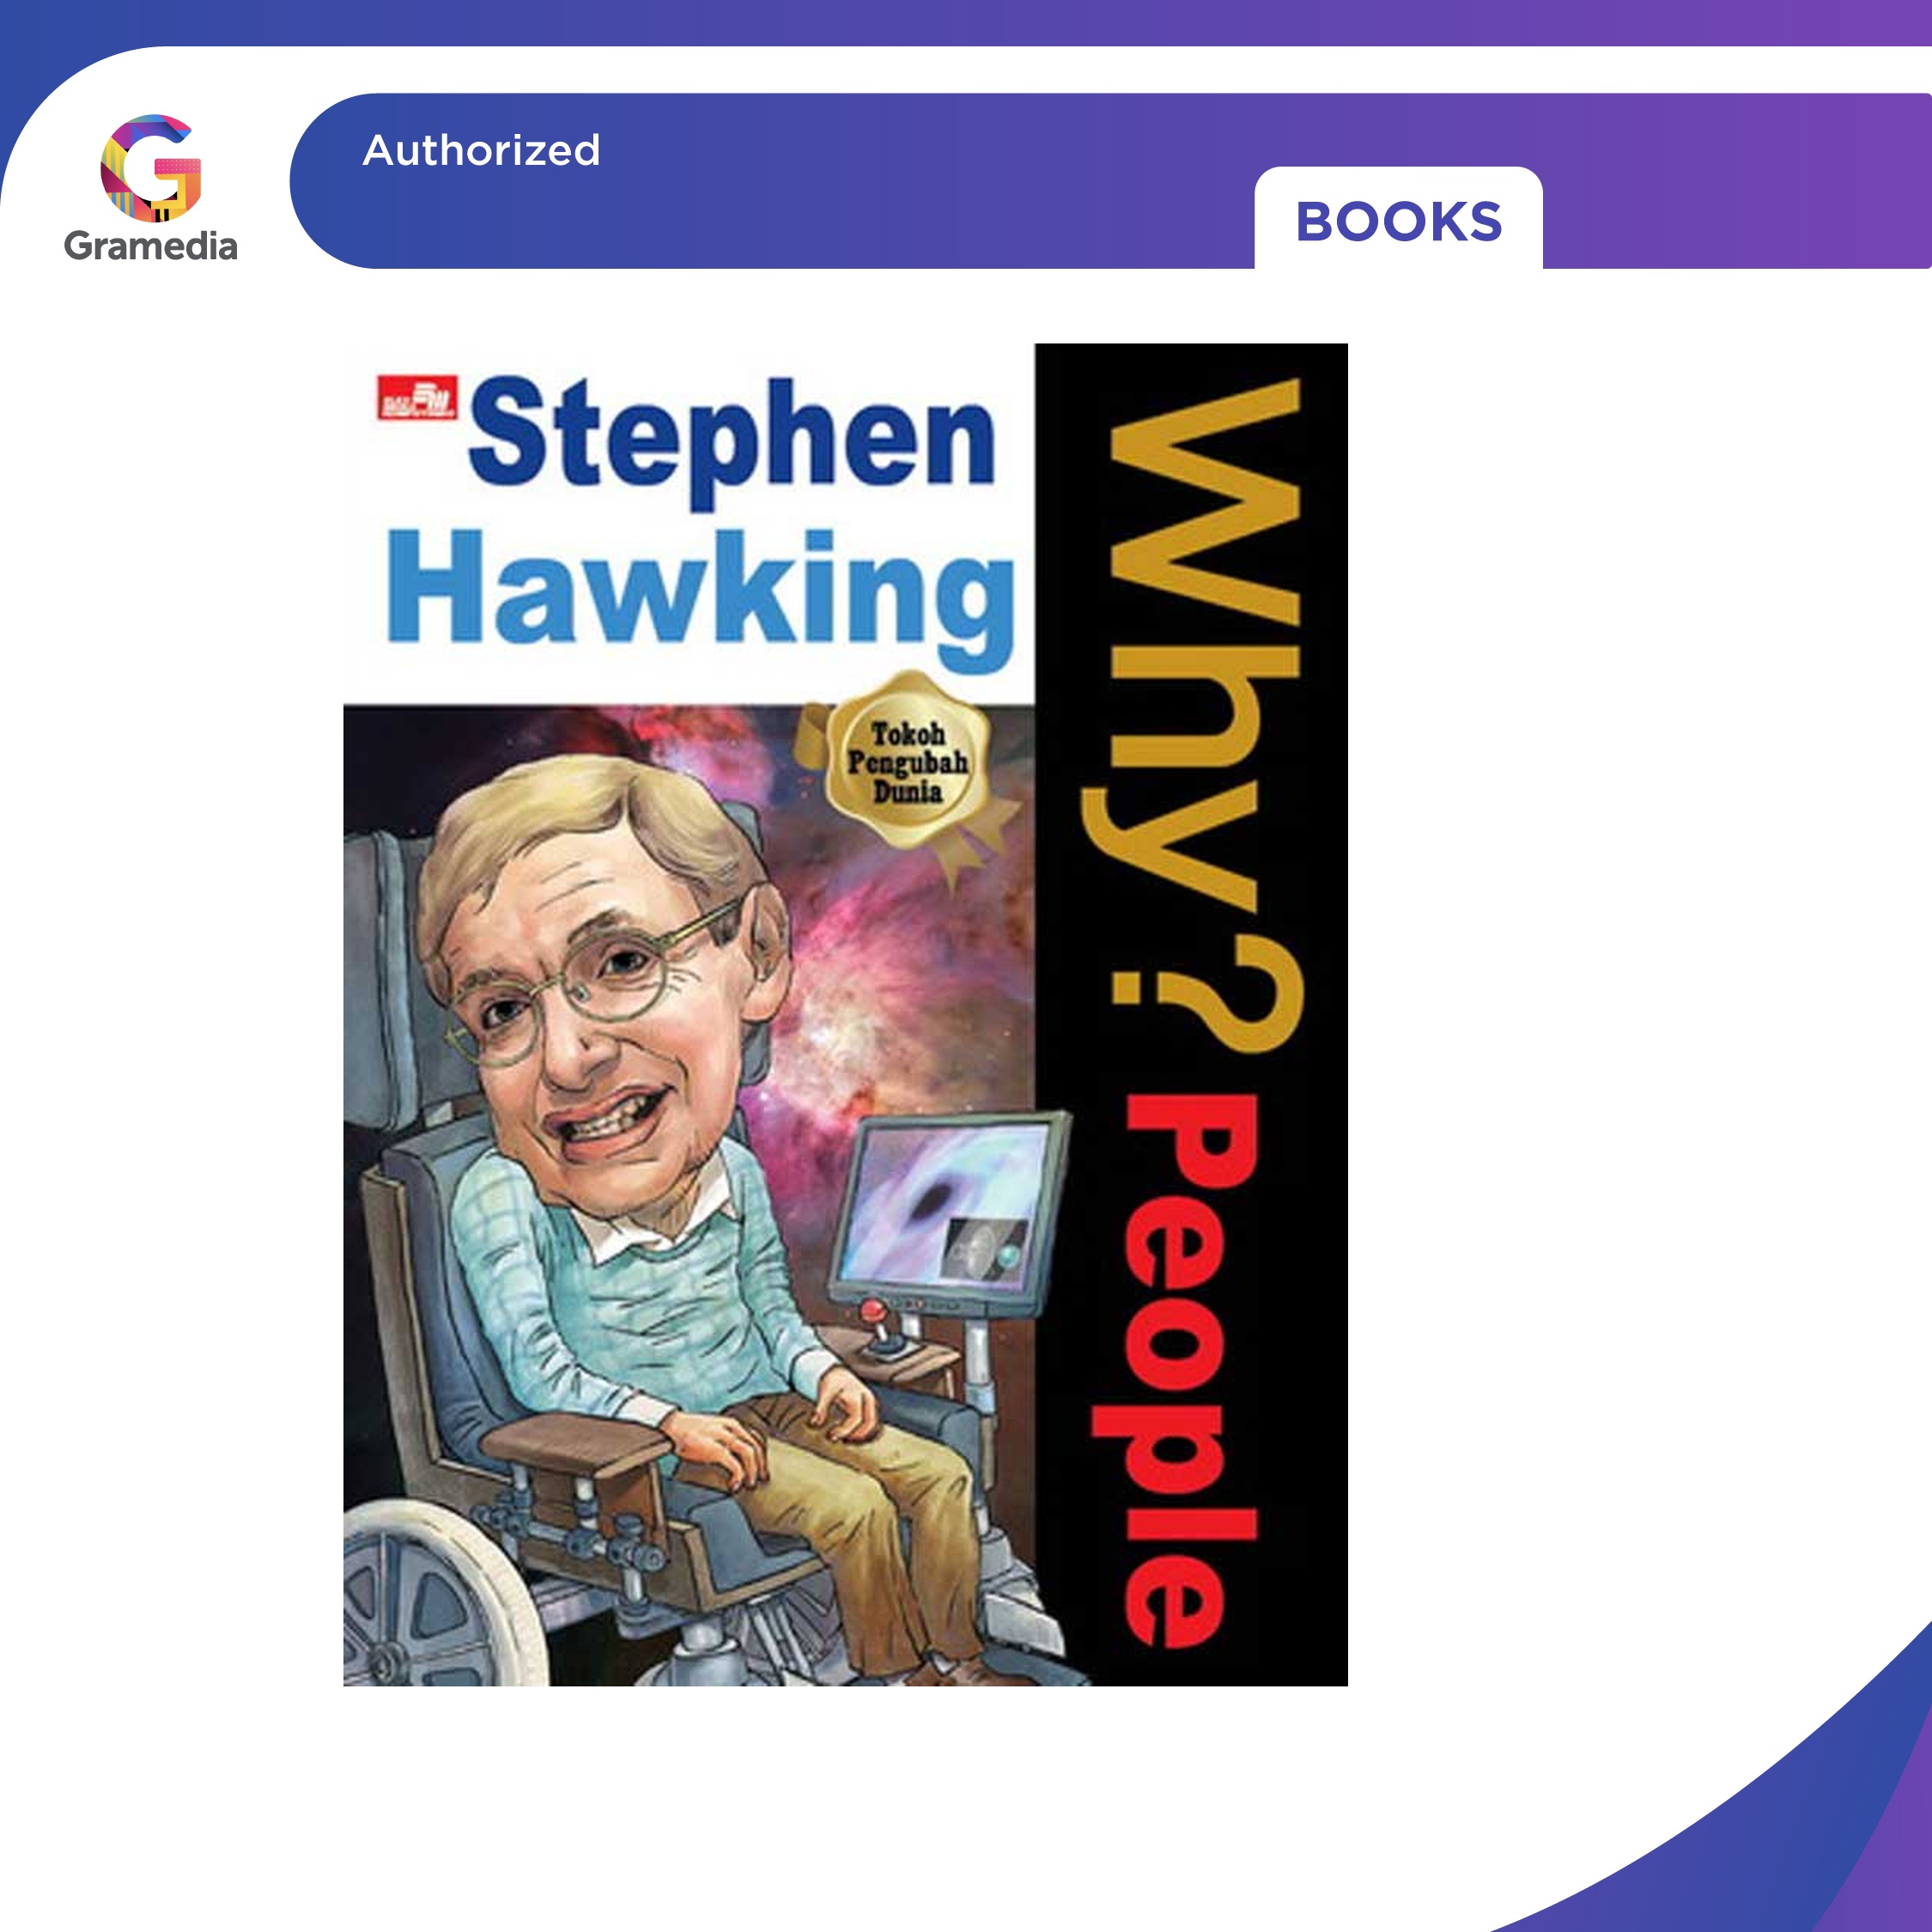 Authorized
BOOKS
Gramedia
Stephen
Hawking
Tokoh
Pengubah
Dunia
Why? People